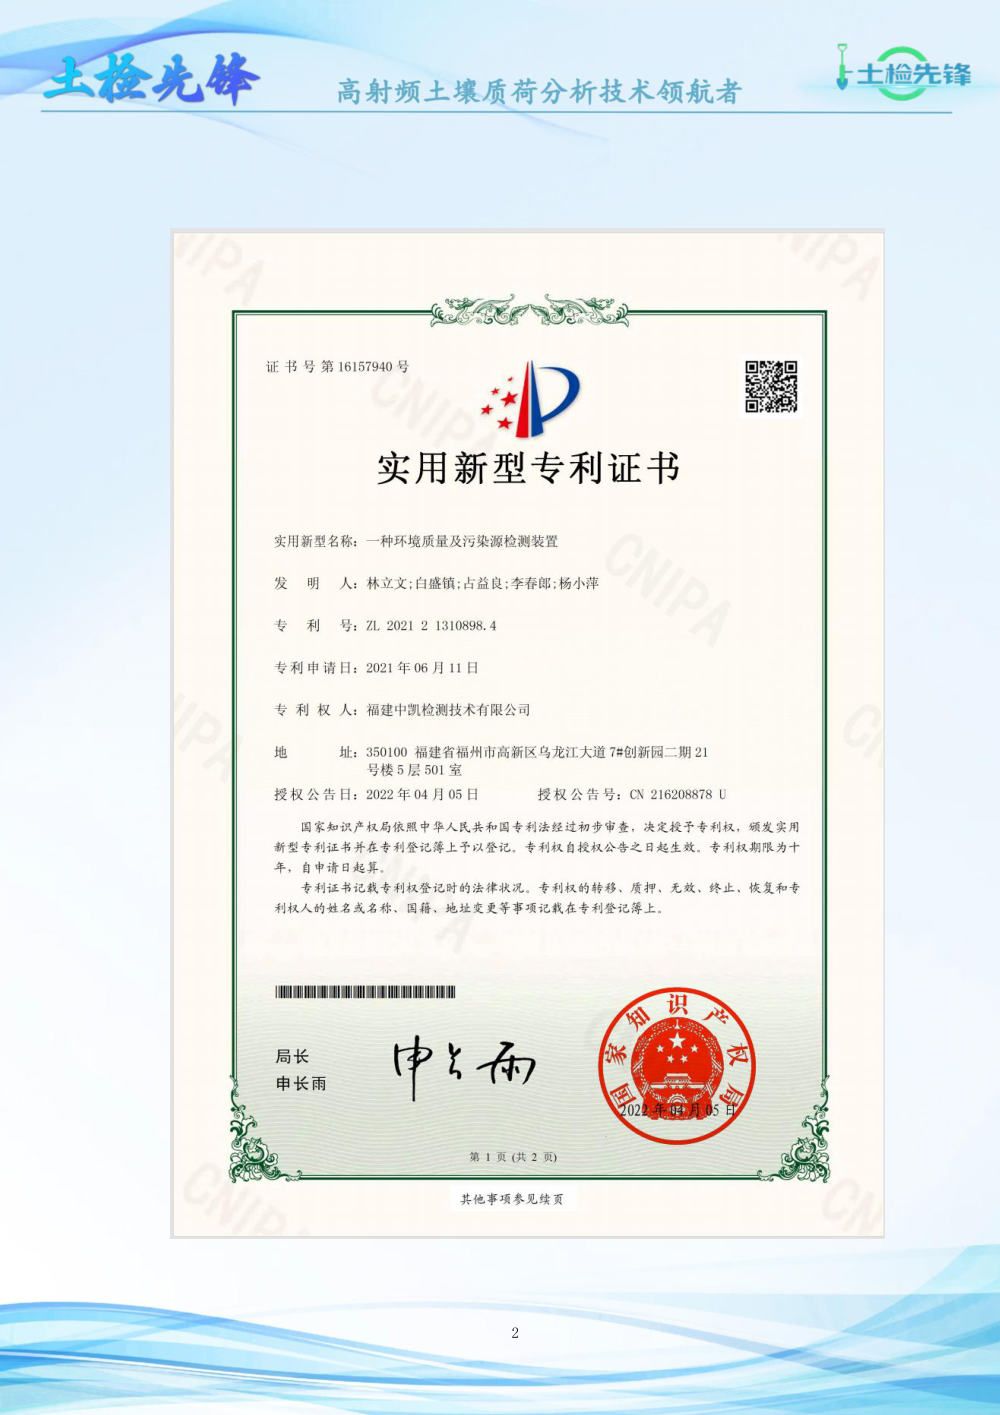 土检先锋
高射频土壤质荷分析技术领航者
土检先锋
证书号第16157940号
实用新型专利证书
实用新型名称：一种环境质量及污染源检测装置
发明人：林立文;白盛镇;占益良;李春郎;杨小萍
专利号：ZL 2021 2 1310898.4
专利申请日：2021年06月11日
专利权人：福建中凯检测技术有限公司
地址：350100 福建省福州市高新区乌龙江大道7#创新园二期21
号楼5层501室
授权公告日：2022年04月05日 授权公告号：CN 216208878 U
国家知识产权局依照中华人民共和国专利法经过初步审查，决定授予专利权，颁发实用
新型专利证书并在专利登记簿上予以登记。专利权自授权公告之日起生效。专利权期限为十
年，自申请日起算。
专利证书记载专利权登记时的法律状况。专利权的转移、质押、无效、终止、恢复和专
利权人的姓名或名称、国籍、地址变更等事项记载在专利登记簿上。
局长
申长雨
申长雨
国家知识产权局
2022年04月05日
第 1 页 (共 2 页)
其他事项参见续页
CNIPA
CNIPA
CNIPA
CNIPA
CNIPA
CNIPA
2